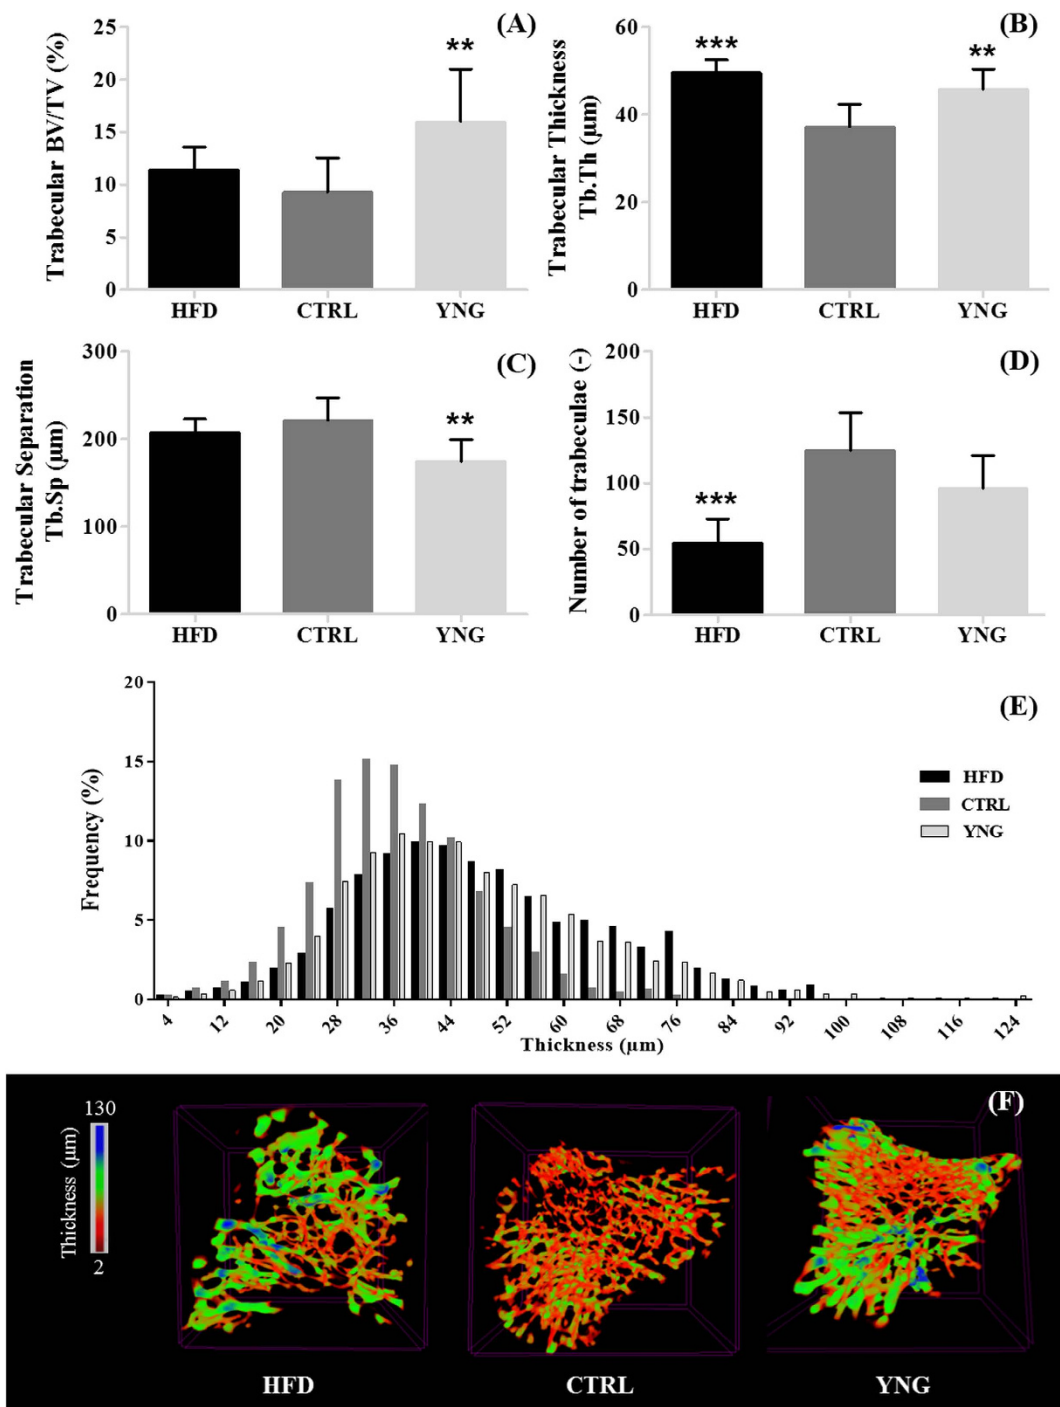 (A)
Trabecular BV/TV (%)
25
20
15
10
5
0
**
HFD CTRL YNG
(B)
Trabecular Thickness
Tb.Th (μm)
60
40
20
0
*** **
HFD CTRL YNG
(C)
Trabecular Separation
Tb.Sp (μm)
300
200
100
0
**
HFD CTRL YNG
(D)
Number of trabeculae (-)
200
150
100
50
0
***
HFD CTRL YNG
(E)
Frequency (%)
20
15
10
5
0
HFD
CTRL
YNG
4 12 20 28 36 44 52 60 68 76 84 92 100 108 116 124
Thickness (μm)
(F)
130
Thickness (μm)
2
HFD CTRL YNG